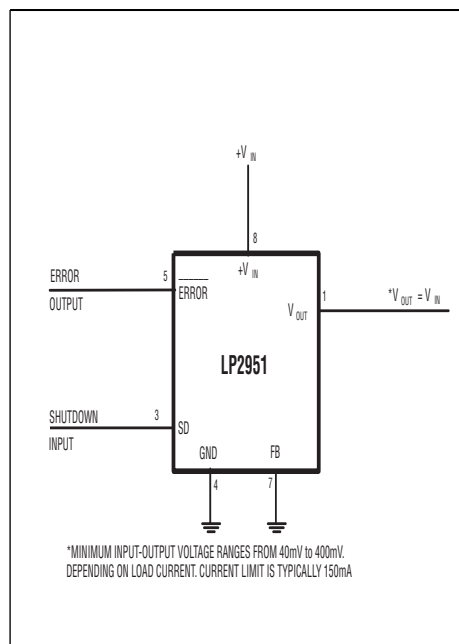 +V IN
8
+V IN
ERROR
5
ERROR
OUTPUT
1
V OUT
*V OUT = V IN
LP2951
SHUTDOWN
3
SD
INPUT
GND
FB
4
7
*MINIMUM INPUT-OUTPUT VOLTAGE RANGES FROM 40mV to 400mV.
DEPENDING ON LOAD CURRENT. CURRENT LIMIT IS TYPICALLY 150mA